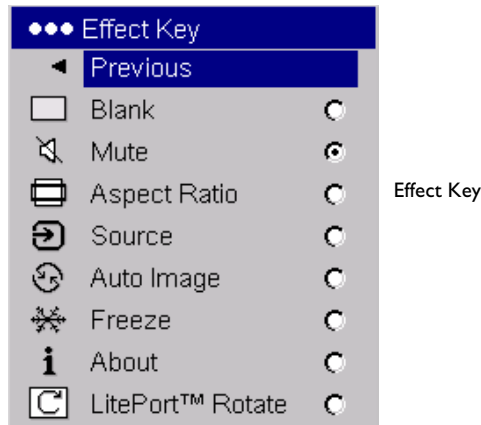 Effect Key
Previous
Blank
Mute
Aspect Ratio
Effect Key
Source
Auto Image
Freeze
About
LitePort™ Rotate